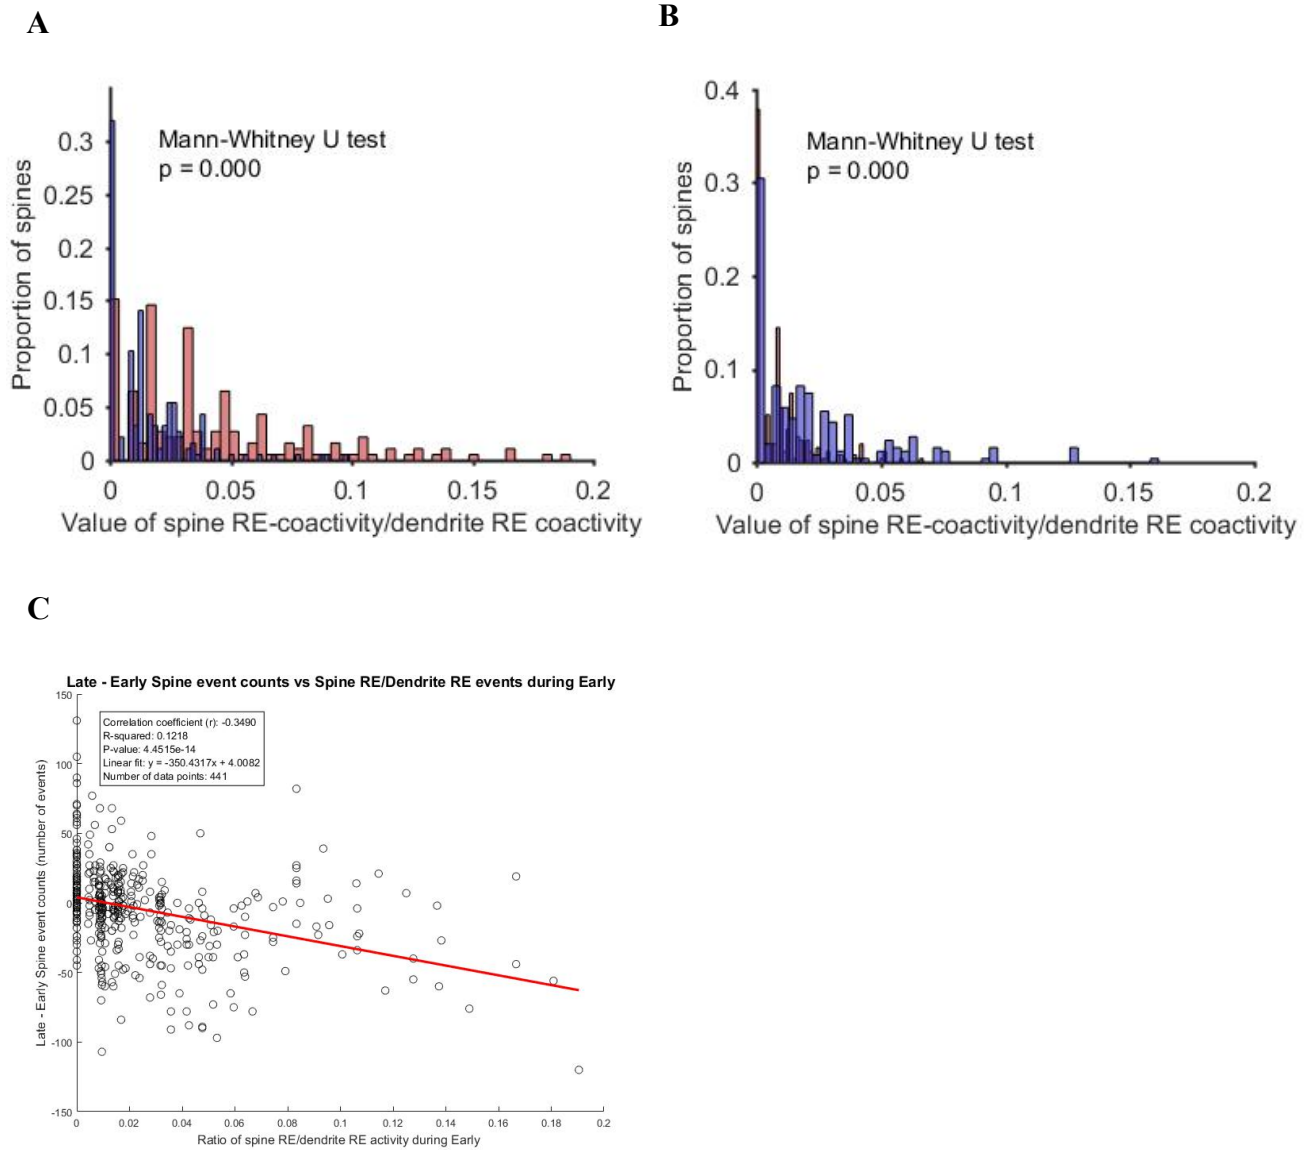 A
B
Mann-Whitney U test
p = 0.000
Proportion of spines
0.3
0.25
0.2
0.15
0.1
0.05
0
0 0.05 0.1 0.15 0.2
Value of spine RE-coactivity/dendrite RE coactivity
Mann-Whitney U test
p = 0.000
Proportion of spines
0.4
0.3
0.2
0.1
0
0 0.05 0.1 0.15 0.2
Value of spine RE-coactivity/dendrite RE coactivity
C
Late - Early Spine event counts vs Spine RE/Dendrite RE events during Early
Correlation coefficient (r): -0.3490
R-squared: 0.1218
P-value: 4.4515e-14
Linear fit: y = -350.4317x + 4.0082
Number of data points: 441
Late - Early Spine event counts (number of events)
150
100
50
0
-50
-100
-150
0 0.02 0.04 0.06 0.08 0.1 0.12 0.14 0.16 0.18 0.2
Ratio of spine RE/dendrite RE activity during Early